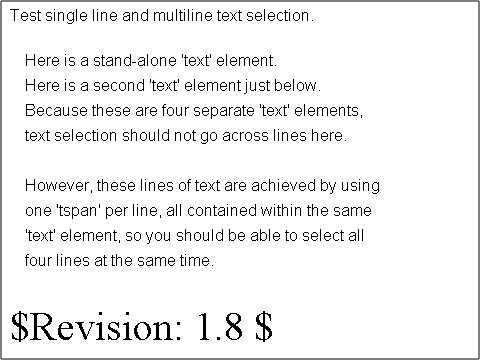 Test single line and multiline text selection.
Here is a stand-alone 'text' element.
Here is a second 'text' element just below.
Because these are four separate 'text' elements,
text selection should not go across lines here.
However, these lines of text are achieved by using
one 'tspan' per line, all contained within the same
'text' element, so you should be able to select all
four lines at the same time.
$Revision: 1.8 $